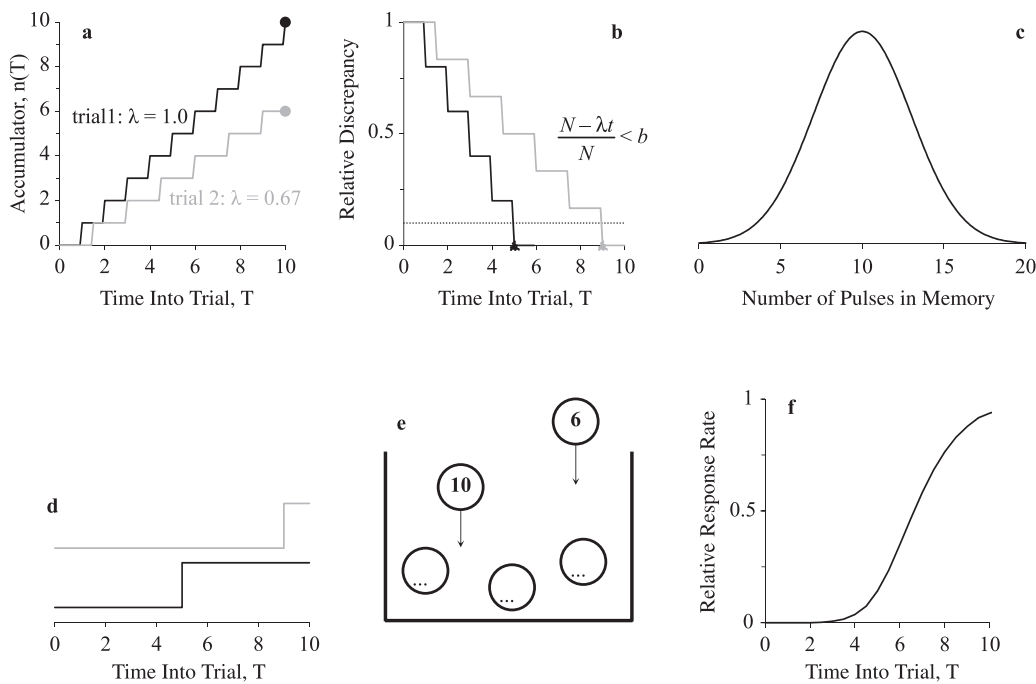 a
Accumulator, n(T)
10
8
6
4
2
0
trial1: λ = 1.0
trial 2: λ = 0.67
0 2 4 6 8 10
Time Into Trial, T
b
Relative Discrepancy
1
0.5
0
N – λt
N
< b
0 2 4 6 8 10
Time Into Trial, T
c
0 5 10 15 20
Number of Pulses in Memory
d
0 2 4 6 8 10
Time Into Trial, T
e
6
10
...
...
...
f
Relative Response Rate
1
0.5
0
0 2 4 6 8 10
Time Into Trial, T